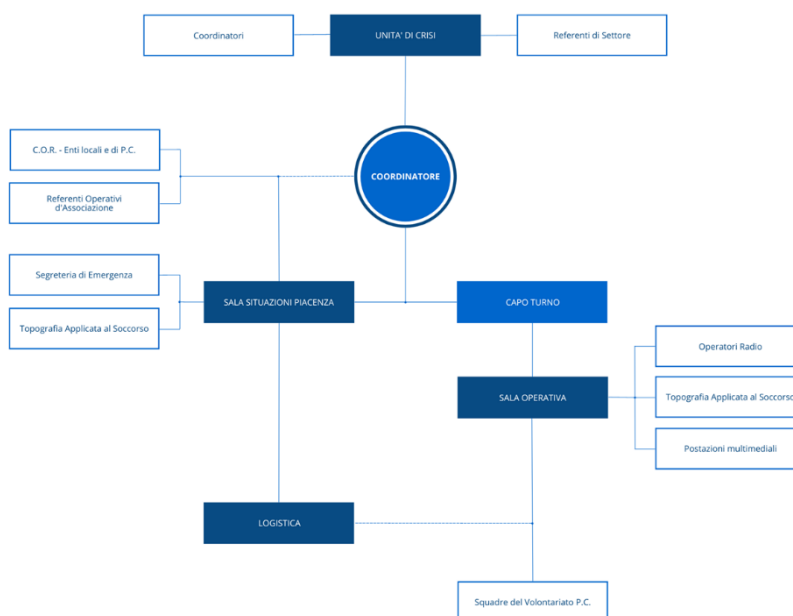 Coordinatori
UNITA' DI CRISI
Referenti di Settore
C.O.R. - Enti locali e di P.C.
COORDINATORE
Referenti Operativi
d'Associazione
Segreteria di Emergenza
SALA SITUAZIONI PIACENZA
CAPO TURNO
Topografia Applicata al Soccorso
Operatori Radio
SALA OPERATIVA
Topografia Applicata al Soccorso
Postazioni multimediali
LOGISTICA
Squadre del Volontariato P.C.